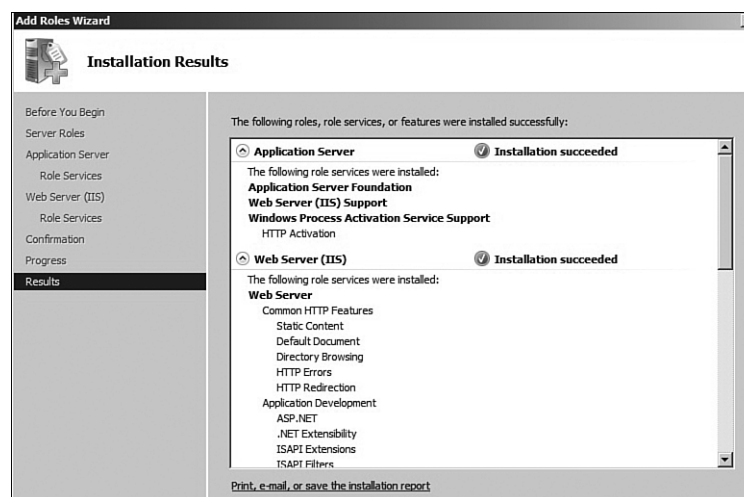 Add Roles Wizard
Installation Results
Before You Begin
Server Roles
Application Server
Role Services
Web Server (IIS)
Role Services
Confirmation
Progress
Results
The following roles, role services, or features were installed successfully:
Application Server Installation succeeded
The following role services were installed:
Application Server Foundation
Web Server (IIS) Support
Windows Process Activation Service Support
HTTP Activation
Web Server (IIS) Installation succeeded
The following role services were installed:
Web Server
Common HTTP Features
Static Content
Default Document
Directory Browsing
HTTP Errors
HTTP Redirection
Application Development
ASP.NET
.NET Extensibility
ISAPI Extensions
ISAPI Filters
Print, e-mail, or save the installation report